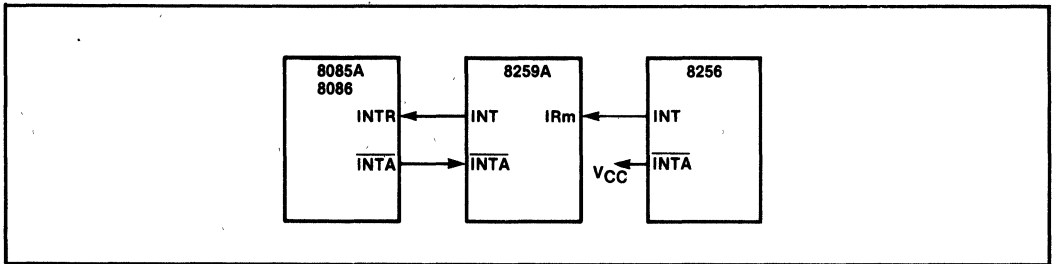 8085A 8259A 8256
8086
INTR INT IRm INT
INTA INTA VCC INTA